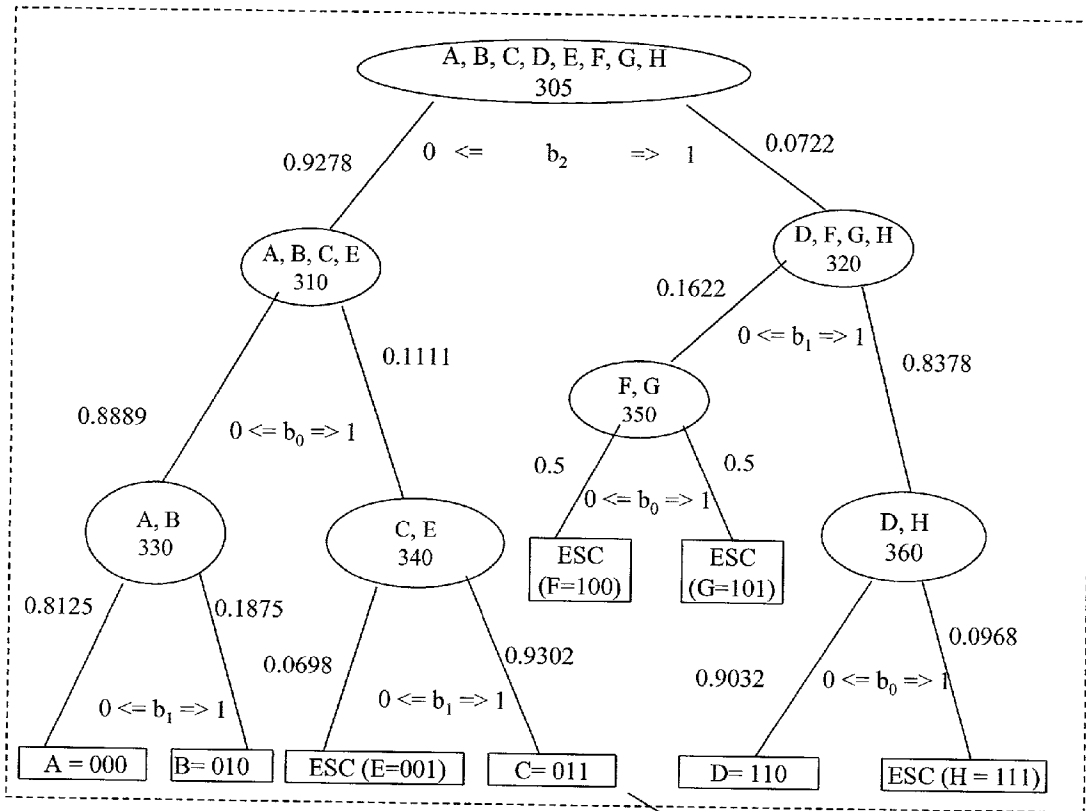 A, B, C, D, E, F, G, H
305
0.9278
0 <= b2 => 1
0.0722
A, B, C, E
310
D, F, G, H
320
0.1622
0 <= b1 => 1
0.1111
0.8378
F, G
350
0.8889
0 <= b0 => 1
0.5
0.5
0 <= b0 => 1
A, B
330
C, E
340
D, H
360
ESC
(F=100)
ESC
(G=101)
0.8125
0.1875
0.0698
0.9302
0.9032
0.0968
0 <= b1 => 1
0 <= b1 => 1
0 <= b0 => 1
A = 000
B= 010
ESC (E=001)
C= 011
D= 110
ESC (H = 111)